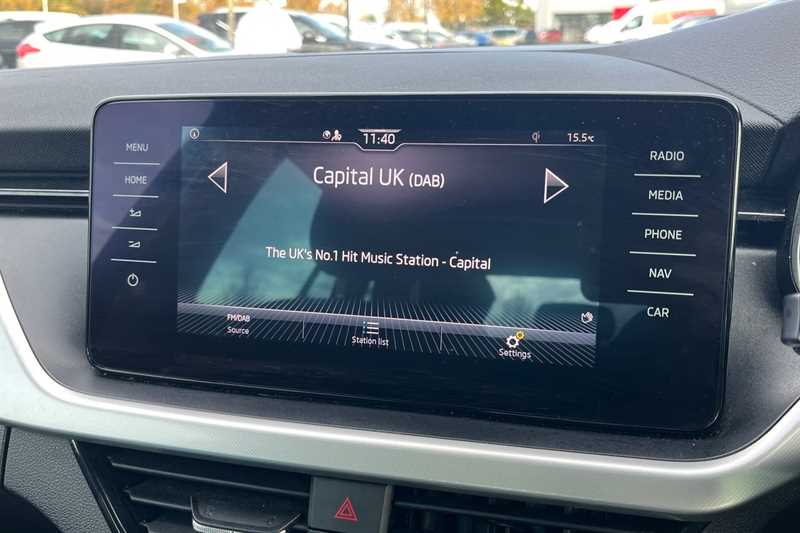 11:40
15.5°C
MENU
HOME
Capital UK (DAB)
The UK's No.1 Hit Music Station - Capital
FM/DAB
Source
Station list
Settings
RADIO
MEDIA
PHONE
NAV
CAR